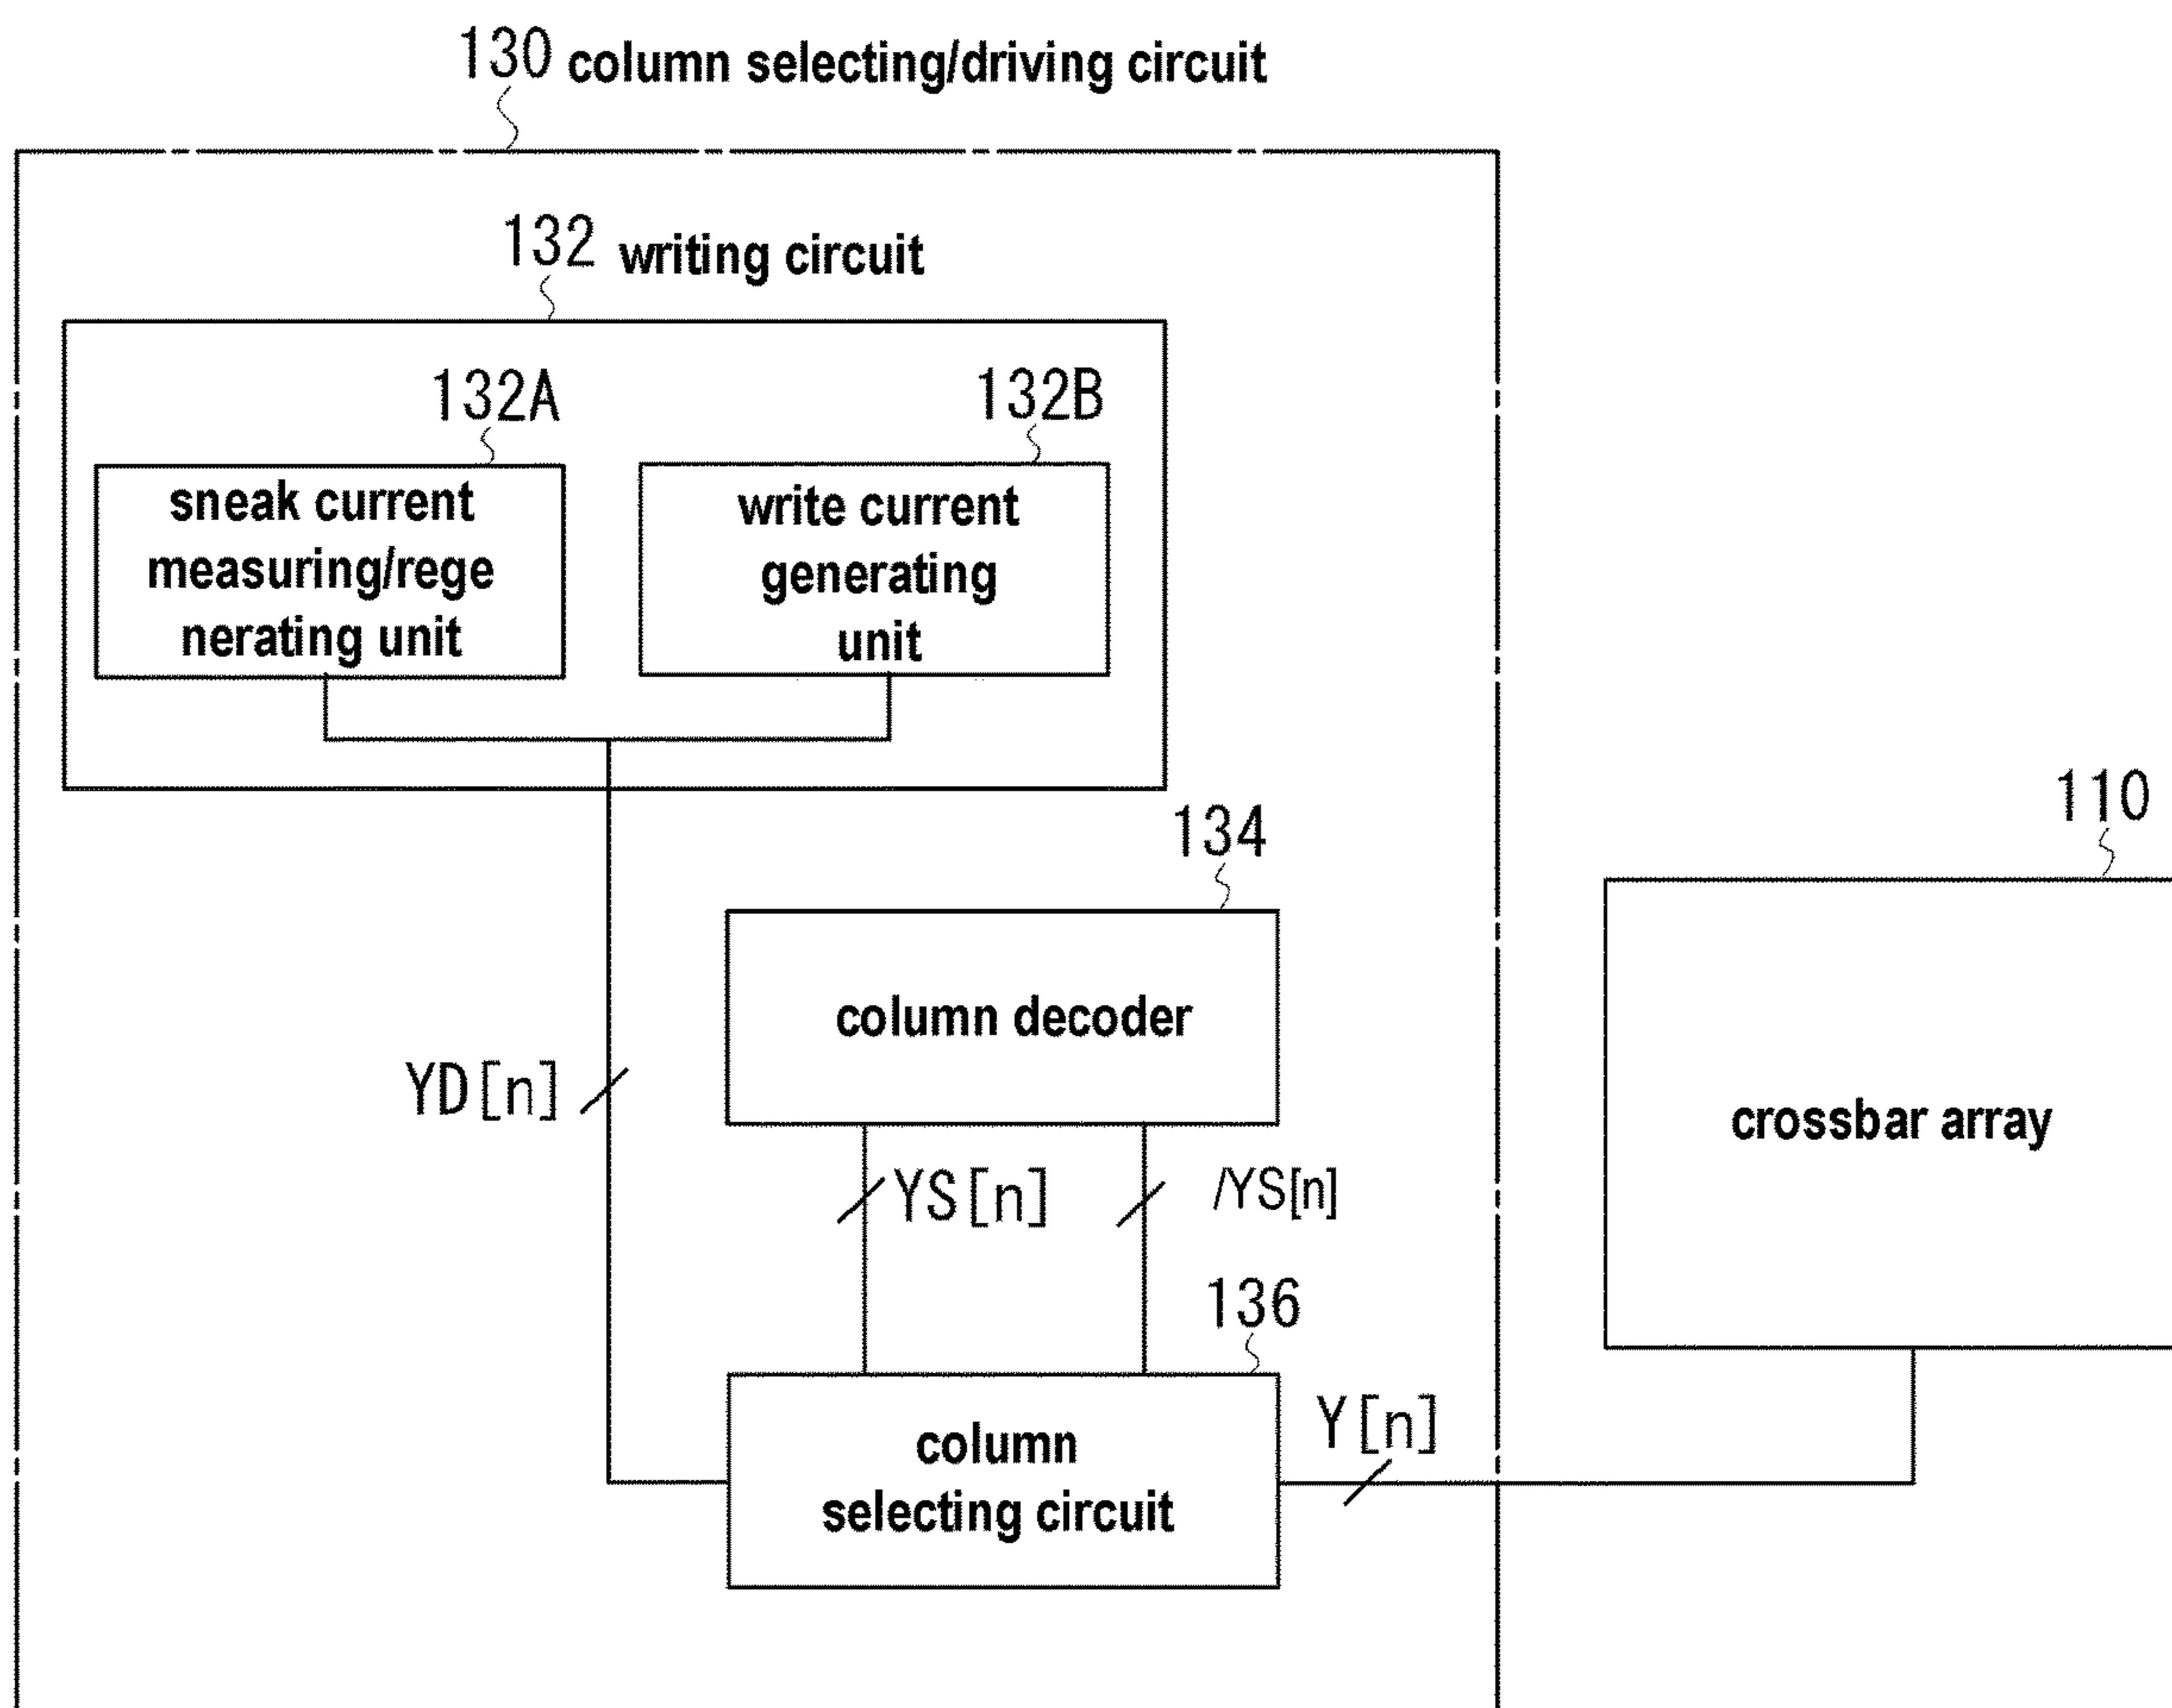 130 column selecting/driving circuit
132 writing circuit
132A
132B
sneak current
measuring/rege
nerating unit
write current
generating
unit
134
110
column decoder
crossbar array
YD[n]
YS[n]
/YS[n]
136
column
selecting circuit
Y[n]